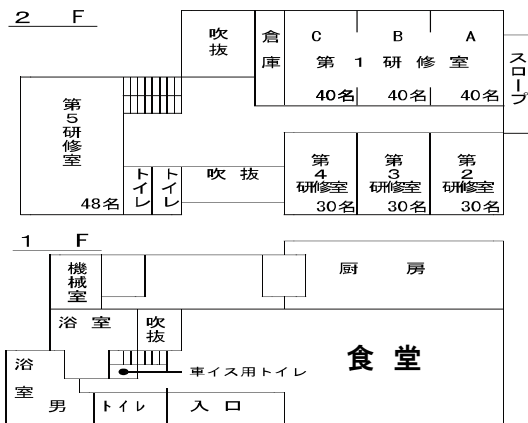 2 F
吹抜
倉庫
C B A
第1研修室
40名 40名 40名
スロープ
第5研修室
48名
トイレ
トイレ
吹抜
第4研修室
30名
第3研修室
30名
第2研修室
30名
1 F
機械室
厨房
浴室
吹抜
食堂
車イス用トイレ
浴室
男
トイレ
入口